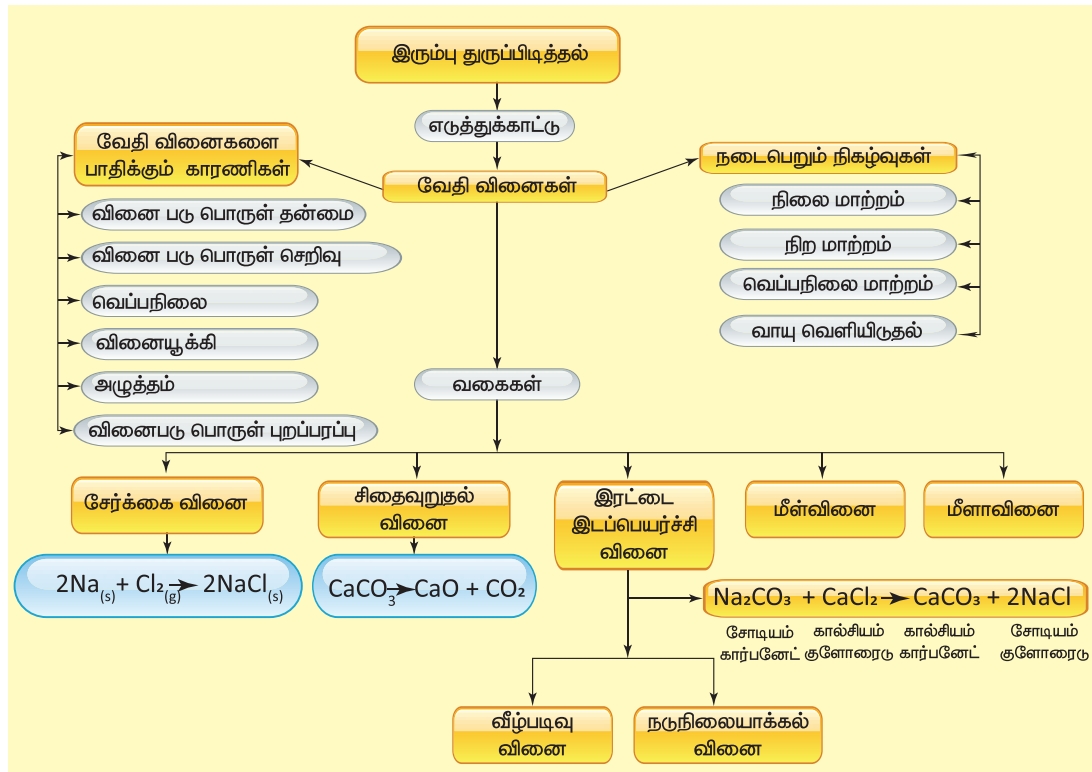 இரும்பு துருப்பிடித்தல்
எடுத்துக்காட்டு
வேதி வினைகளை
பாதிக்கும் காரணிகள்
வேதி வினைகள்
நடைபெறும் நிகழ்வுகள்
வினை படு பொருள் தன்மை
வினை படு பொருள் செறிவு
வெப்பநிலை
வினையூக்கி
அழுத்தம்
வினைபடு பொருள் புறப்பரப்பு
நிலை மாற்றம்
நிற மாற்றம்
வெப்பநிலை மாற்றம்
வாயு வெளியிடுதல்
வகைகள்
சேர்க்கை வினை
சிதைவுறுதல்
வினை
இரட்டை
இடப்பெயர்ச்சி
வினை
மீள்வினை
மீளாவினை
2Na(s) + Cl₂(g) → 2NaCl(s)
CaCO₃ → CaO + CO₂
Na₂CO₃ + CaCl₂ → CaCO₃ + 2NaCl
சோடியம் கால்சியம் கால்சியம் சோடியம்
கார்பனேட் குளோரைடு கார்பனேட் குளோரைடு
வீழ்படிவு
வினை
நடுநிலையாக்கல்
வினை